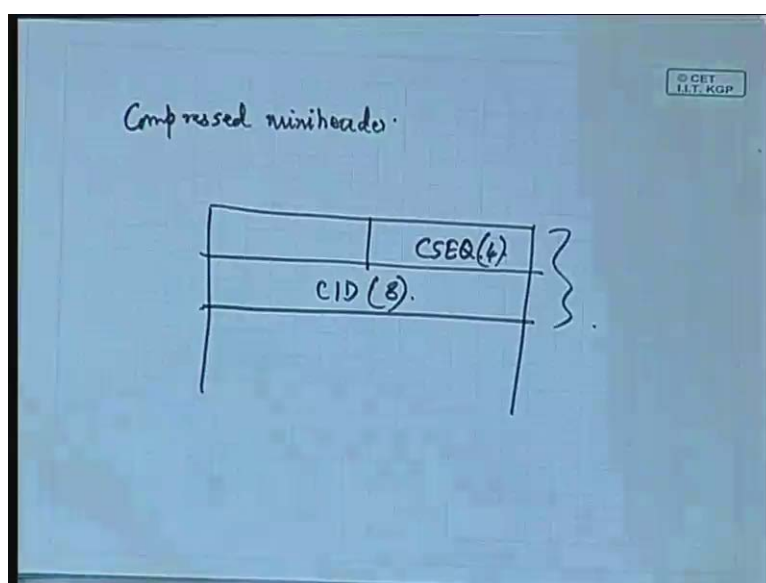 © CET
I.I.T. KGP
Compressed miniheader.
CSEQ(4)
CID (8).